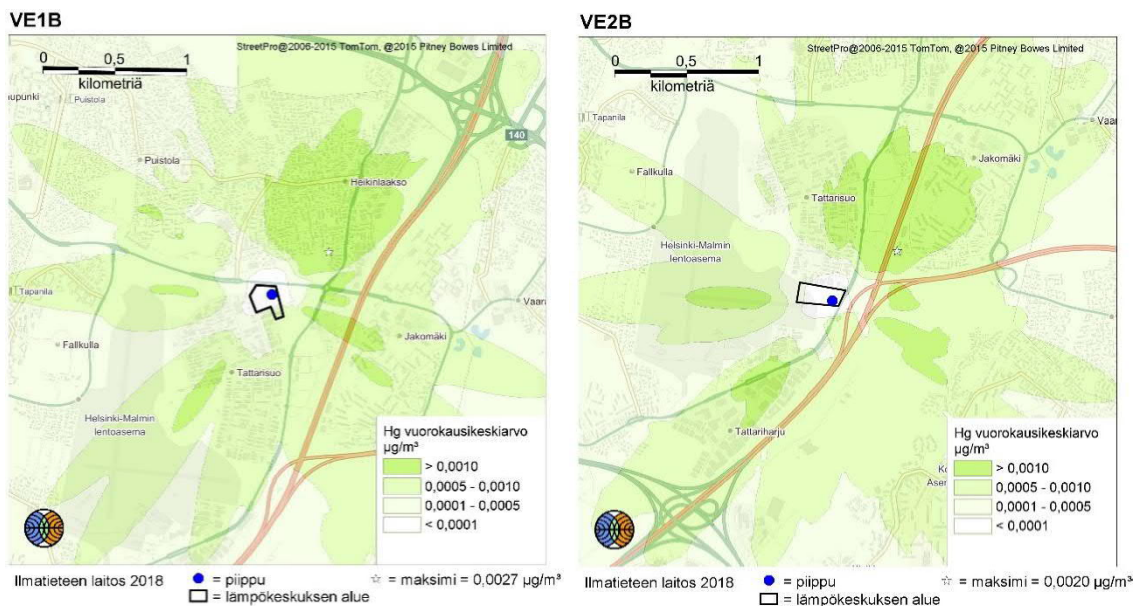 VE1B
StreetPro@2006-2015 TomTom, @2015 Pitney Bowes Limited
0 0,5 1
kilometriä
aupunki
Puistola
Puistola
140
Heikinlaakso
Tapanila
Vaara
Fallkulla
Jakomäki
Tattarisuo
Helsinki-Malmin
lentoasema
Hg vuorokausikeskiarvo
µg/m³
> 0,0010
0,0005 - 0,0010
0,0001 - 0,0005
< 0,0001
Ilmatieteen laitos 2018
= piippu
= maksimi = 0,0027 µg/m³
= lämpökeskuksen alue
VE2B
StreetPro@2006-2015 TomTom, @2015 Pitney Bowes Limited
0 0,5 1
kilometriä
Tapanila
Vaar
Fallkulla
Jakomäki
Tattarisuo
Helsinki-Malmin
lentoasema
Tattariharju
Hg vuorokausikeskiarvo
µg/m³
> 0,0010
0,0005 - 0,0010
0,0001 - 0,0005
< 0,0001
Ilmatieteen laitos 2018
= piippu
= maksimi = 0,0020 µg/m³
= lämpökeskuksen alue